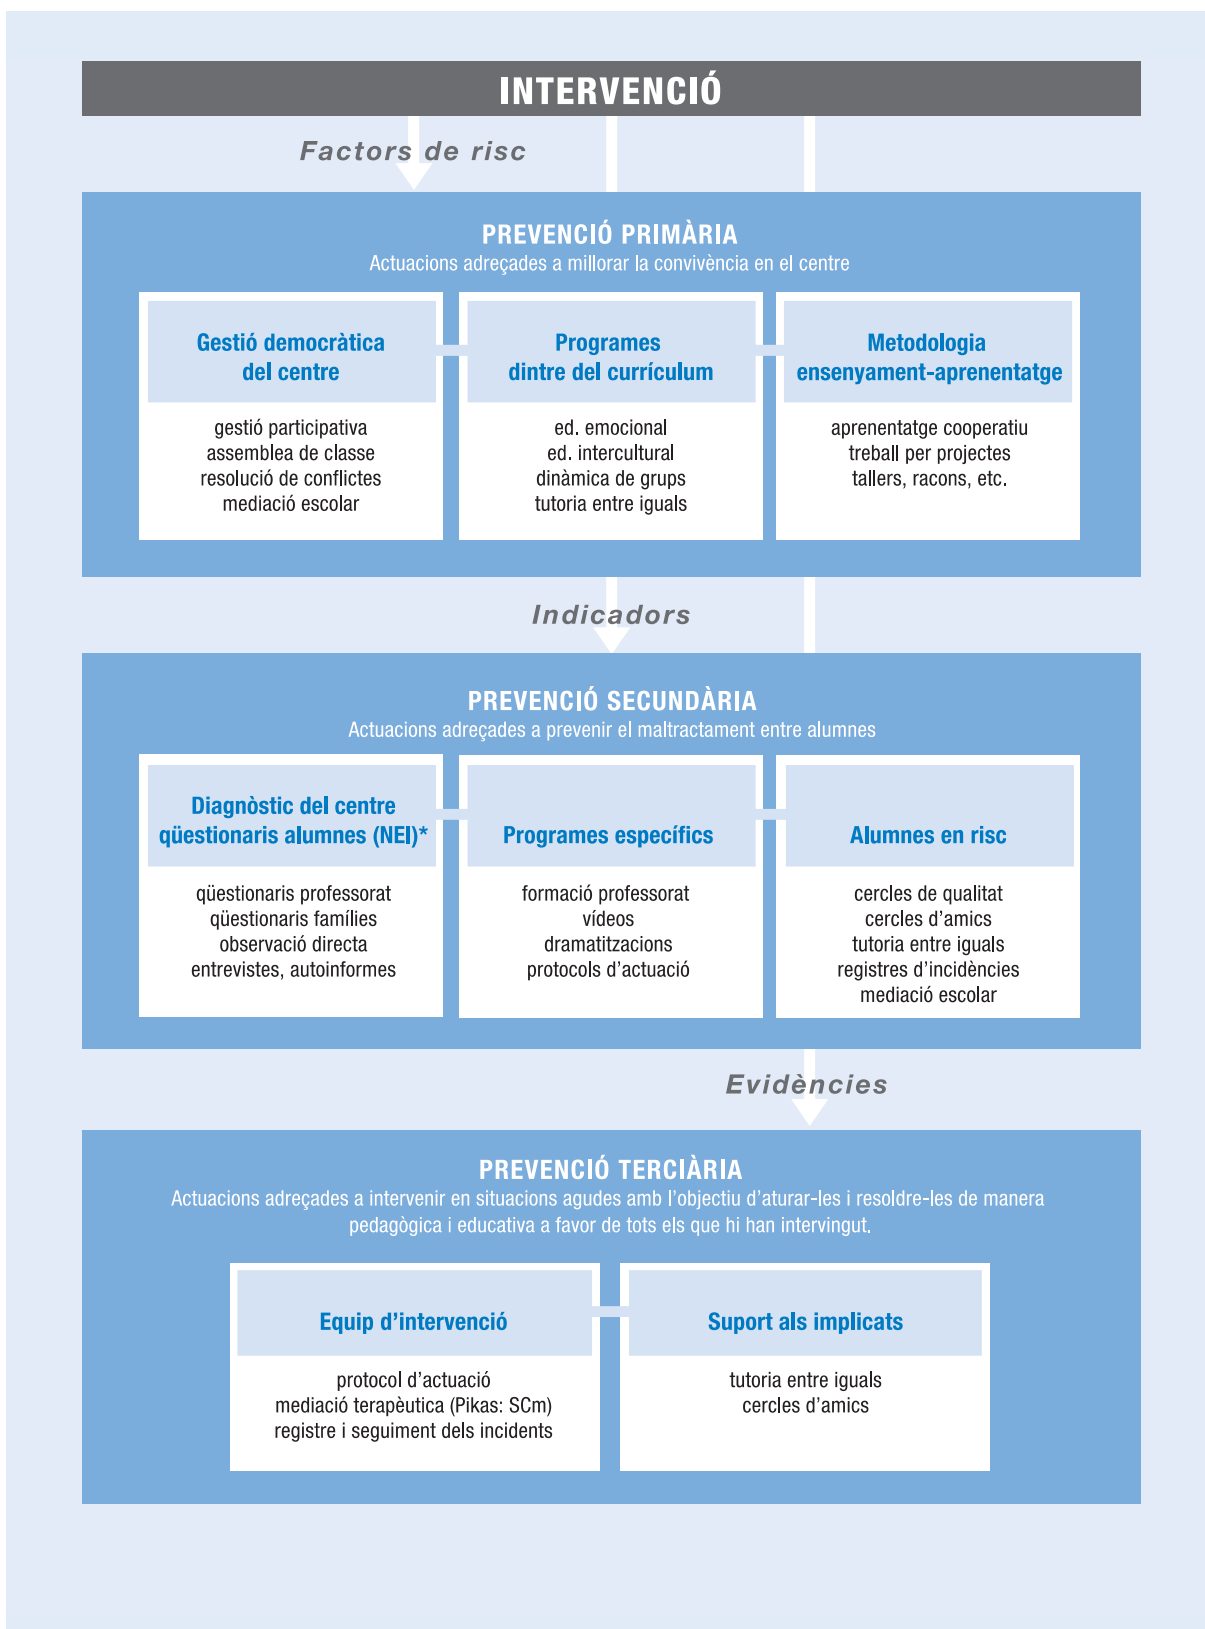 INTERVENCIÓ
Factors de risc
PREVENCIÓ PRIMÀRIA
Actuacions adreçades a millorar la convivència en el centre
Gestió democràtica
del centre
gestió participativa
assemblea de classe
resolució de conflictes
mediació escolar
Programes
dintre del currículum
ed. emocional
ed. intercultural
dinàmica de grups
tutoria entre iguals
Metodologia
ensenyament-aprenentatge
aprenentatge cooperatiu
treball per projectes
tallers, racons, etc.
Indicadors
PREVENCIÓ SECUNDÀRIA
Actuacions adreçades a prevenir el maltractament entre alumnes
Diagnòstic del centre
qüestionaris alumnes (NEI)*
qüestionaris professorat
qüestionaris famílies
observació directa
entrevistes, autoinformes
Programes específics
formació professorat
vídeos
dramatitzacions
protocols d'actuació
Alumnes en risc
cercles de qualitat
cercles d'amics
tutoria entre iguals
registres d'incidències
mediació escolar
Evidències
PREVENCIÓ TERCIÀRIA
Actuacions adreçades a intervenir en situacions agudes amb l'objectiu d'aturar-les i resoldre-les de manera
pedagògica i educativa a favor de tots els que hi han intervingut.
Equip d'intervenció
protocol d'actuació
mediació terapèutica (Pikas: SCm)
registre i seguiment dels incidents
Suport als implicats
tutoria entre iguals
cercles d'amics